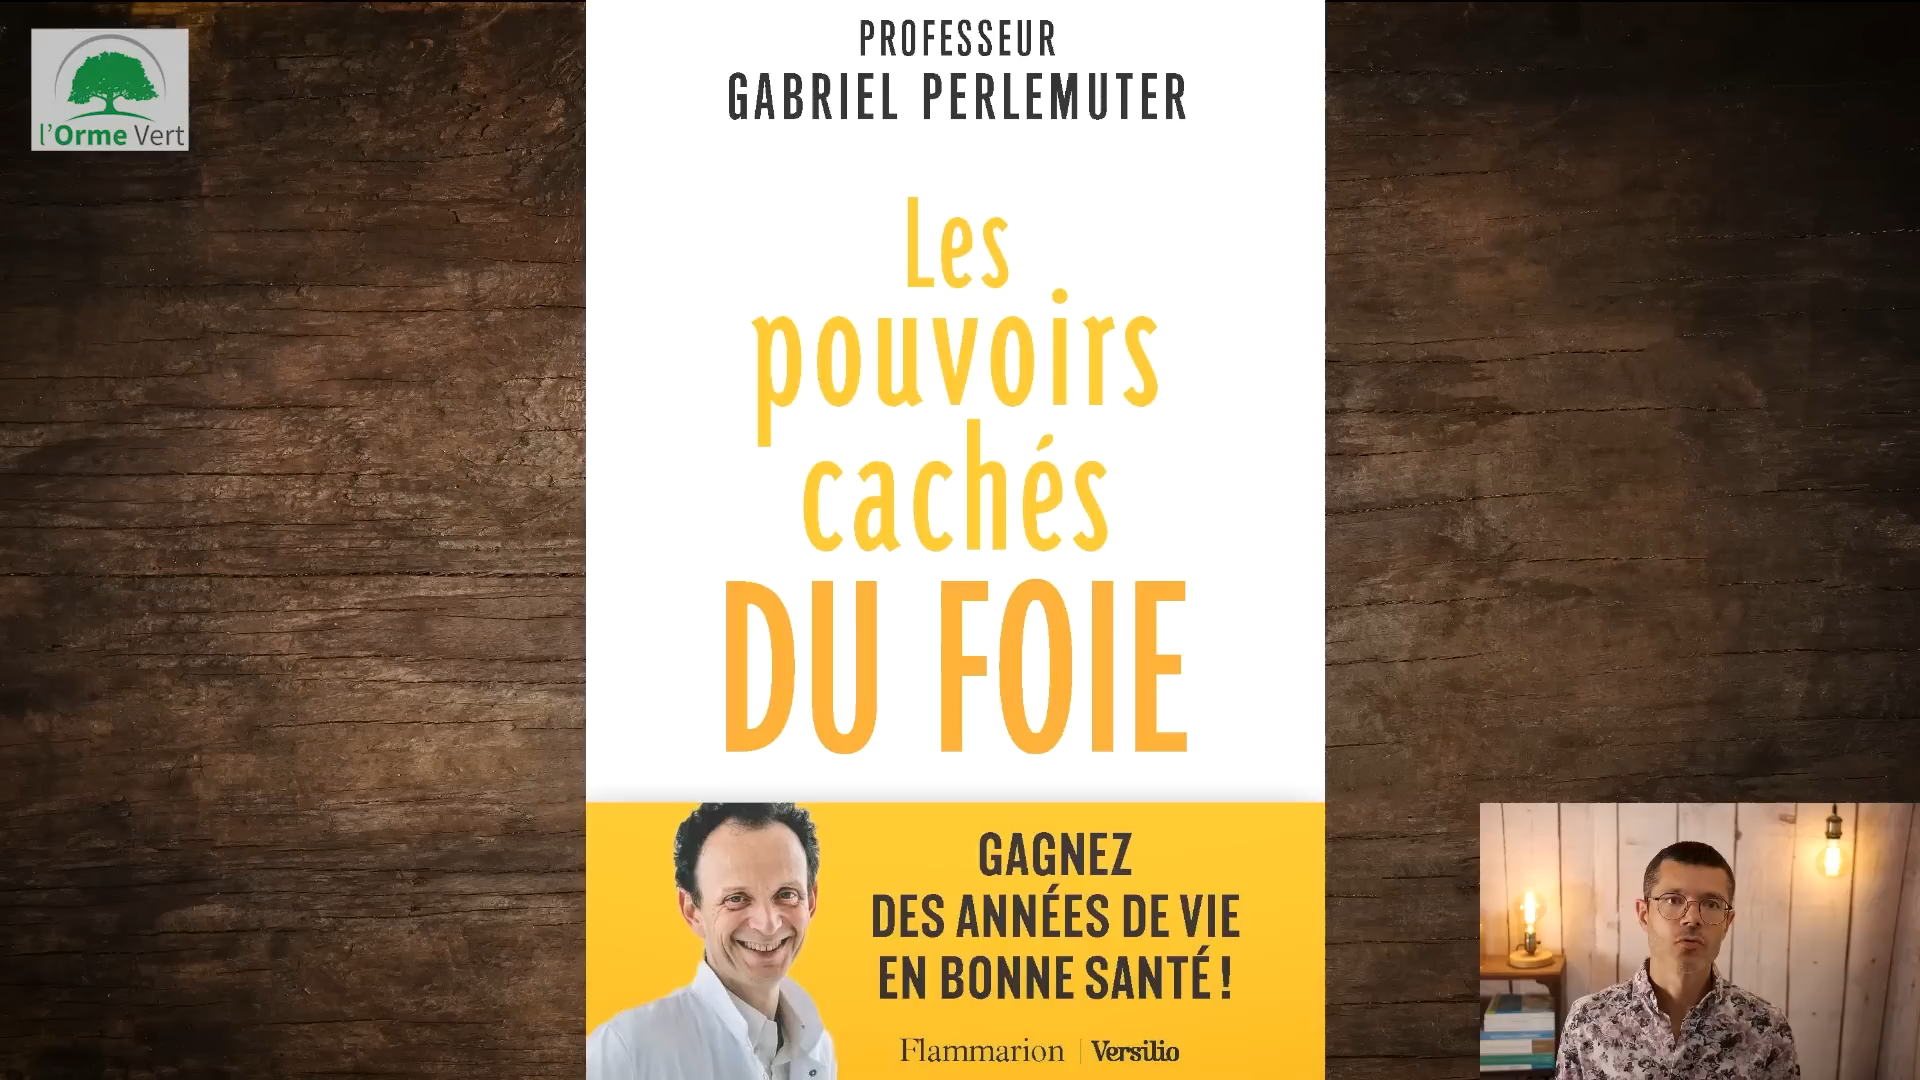 l'Orme Vert
PROFESSEUR
GABRIEL PERLEMUTER
Les
pouvoirs
cachés
DU FOIE
GAGNEZ
DES ANNÉES DE VIE
EN BONNE SANTÉ !
Flammarion | Versilio